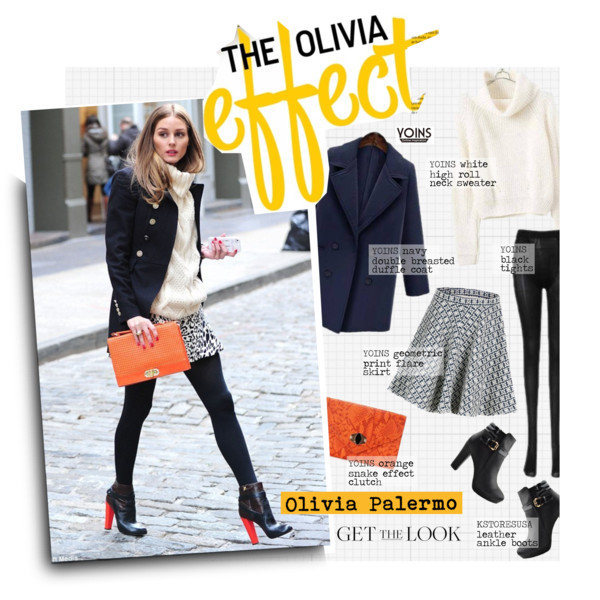 THE OLIVIA
effect
YOINS
YOINS white
high roll
neck sweater
YOINS navy
double breasted
duffle coat
YOINS
black
tights
YOINS geometric
print flare
skirt
YOINS orange
snake effect
clutch
Olivia Palermo
GET THE LOOK
KSTORESUSA
leather
ankle boots